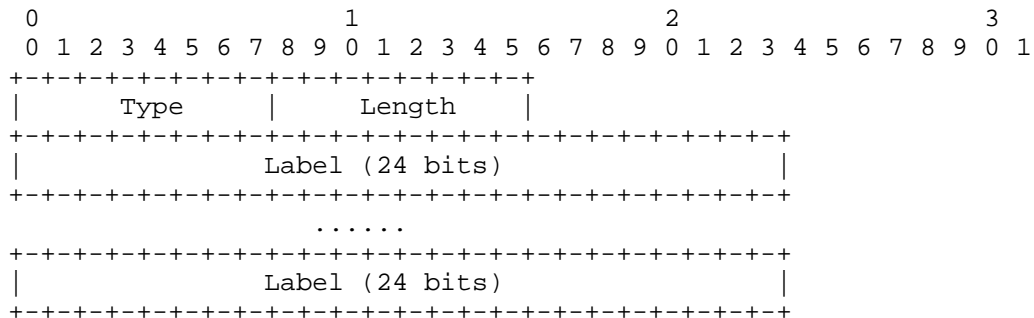 0                   1                   2                   3
 0 1 2 3 4 5 6 7 8 9 0 1 2 3 4 5 6 7 8 9 0 1 2 3 4 5 6 7 8 9 0 1
+-+-+-+-+-+-+-+-+-+-+-+-+-+-+-+-+
|      Type     |     Length    |
+-+-+-+-+-+-+-+-+-+-+-+-+-+-+-+-+-+-+-+-+-+-+-+-+
|               Label (24 bits)                 |
+-+-+-+-+-+-+-+-+-+-+-+-+-+-+-+-+-+-+-+-+-+-+-+-+
                   ......
+-+-+-+-+-+-+-+-+-+-+-+-+-+-+-+-+-+-+-+-+-+-+-+-+
|               Label (24 bits)                 |
+-+-+-+-+-+-+-+-+-+-+-+-+-+-+-+-+-+-+-+-+-+-+-+-+